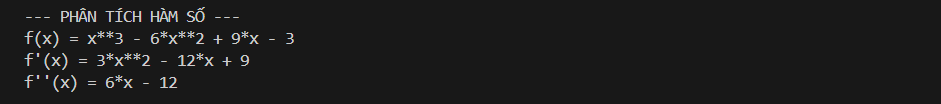 --- PHÂN TÍCH HÀM SỐ ---
f(x) = x**3 - 6*x**2 + 9*x - 3
f'(x) = 3*x**2 - 12*x + 9
f''(x) = 6*x - 12